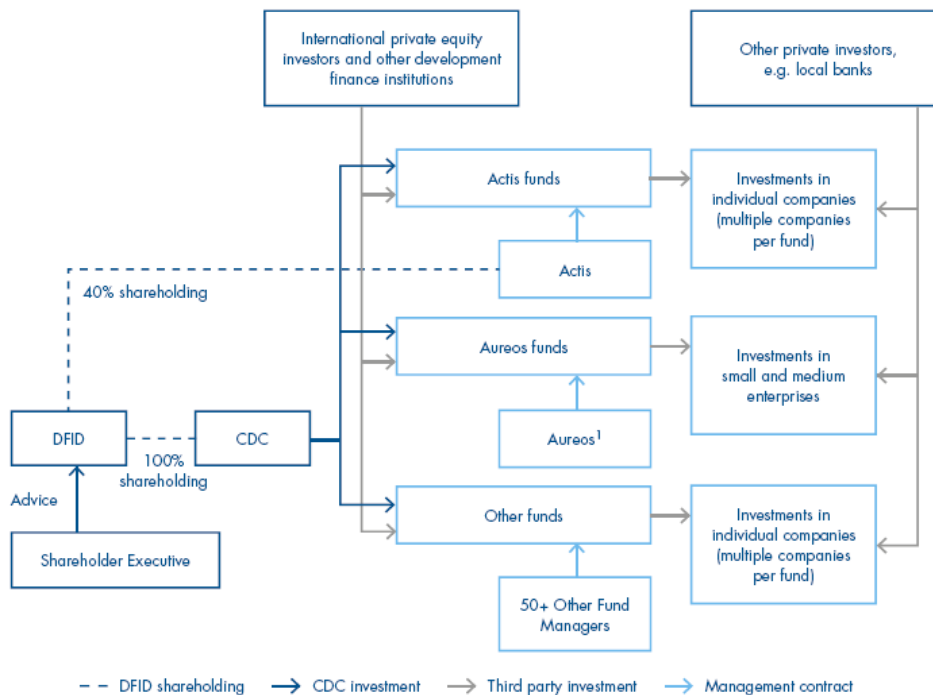 International private equity
investors and other development
finance institutions
Other private investors,
e.g. local banks
Actis funds
Investments in
individual companies
(multiple companies
per fund)
Actis
40% shareholding
Aureos funds
Investments in
small and medium
enterprises
DFID
CDC
Aureos¹
100%
shareholding
Advice
Other funds
Investments in
individual companies
(multiple companies
per fund)
Shareholder Executive
50+ Other Fund
Managers
DFID shareholding
CDC investment
Third party investment
Management contract